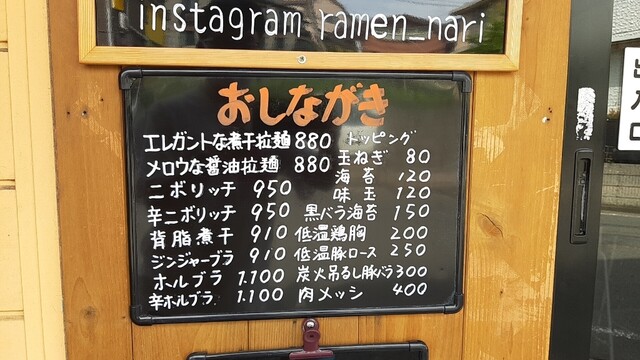 instagram ramen_nari
おしながき
エレガントな煮干拉麺 880
メロウな醤油拉麺 880
ニボリッチ 950
辛ニボリッチ 950
背脂煮干 910
ジンジャーブラ 910
ホルブラ 1.100
辛ホルブラ 1.100
トッピング
玉ねぎ 80
海苔 120
味玉 120
黒バラ海苔 150
低温鶏胸 200
低温豚ロース 250
炭火吊るし豚バラ 300
肉メッシ 400
出入口